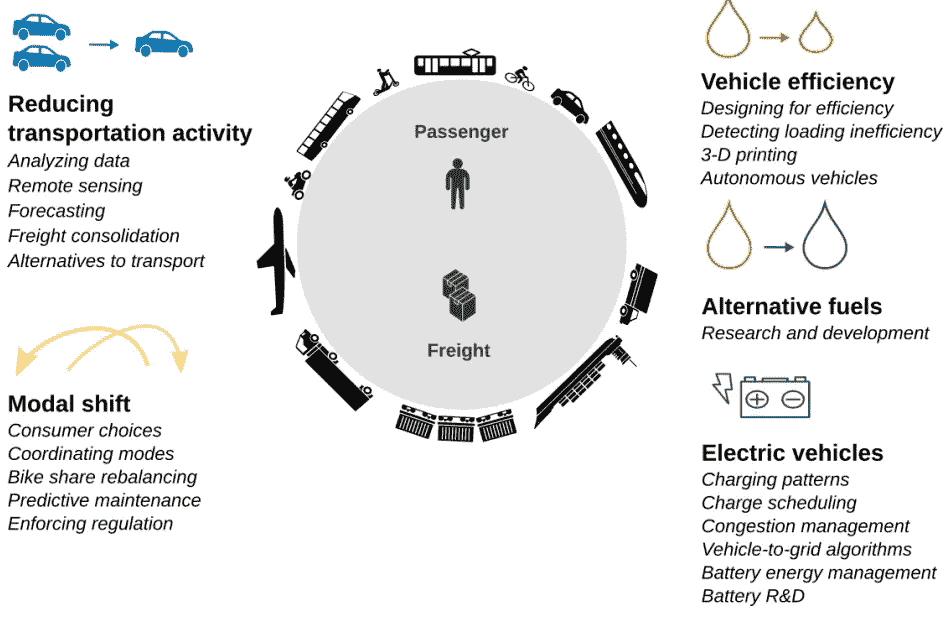 Reducing
transportation activity
Analyzing data
Remote sensing
Forecasting
Freight consolidation
Alternatives to transport
Modal shift
Consumer choices
Coordinating modes
Bike share rebalancing
Predictive maintenance
Enforcing regulation
Passenger
Freight
Vehicle efficiency
Designing for efficiency
Detecting loading inefficiency
3-D printing
Autonomous vehicles
Alternative fuels
Research and development
Electric vehicles
Charging patterns
Charge scheduling
Congestion management
Vehicle-to-grid algorithms
Battery energy management
Battery R&D